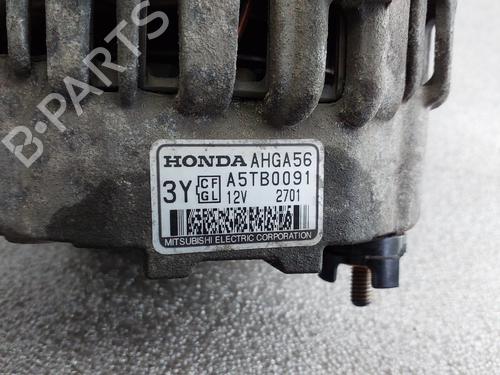 B-PARTS
HONDA AHGA56
3Y CF GL A5TB0091
12V 2701
MITSUBISHI ELECTRIC CORPORATION